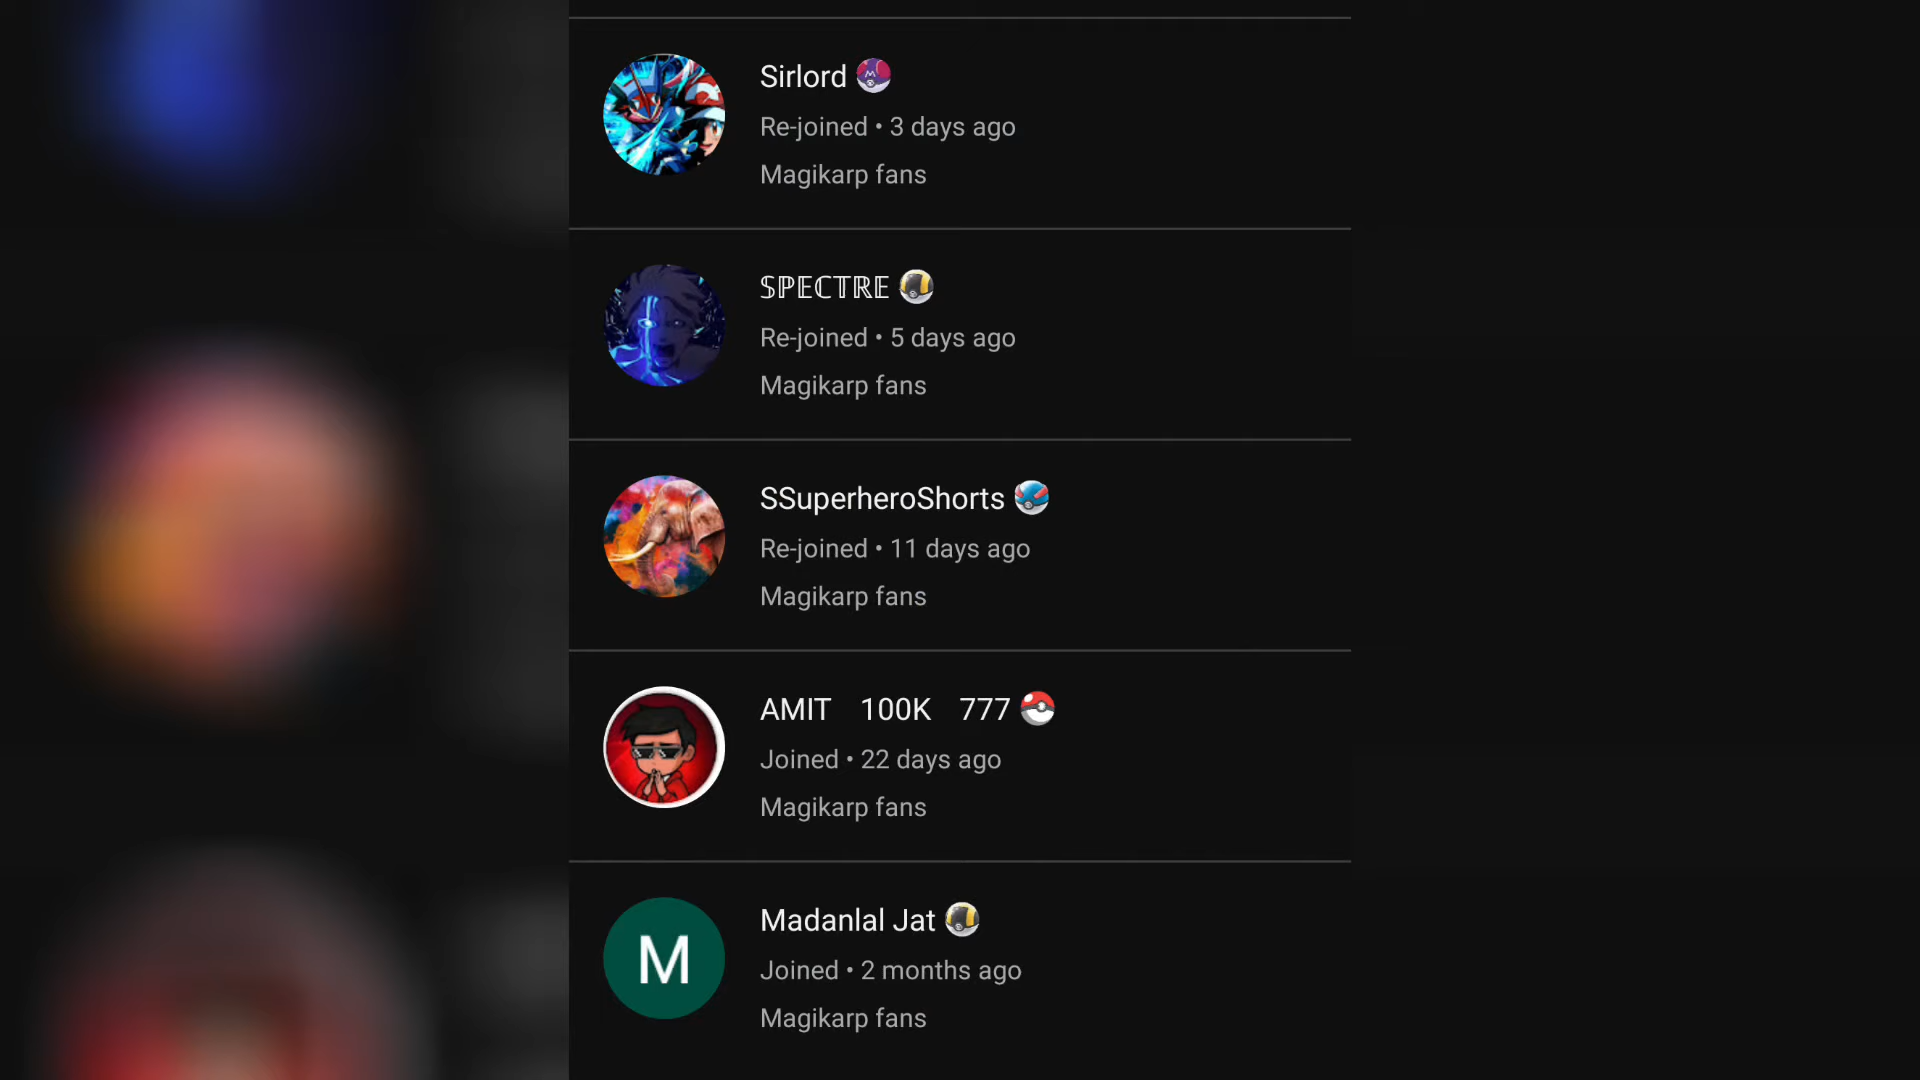 Sirlord
Re-joined • 3 days ago
Magikarp fans
𝕊ℙ𝔼ℂ𝕋ℝ𝔼
Re-joined • 5 days ago
Magikarp fans
SSuperheroShorts
Re-joined • 11 days ago
Magikarp fans
AMIT 100K 777
Joined • 22 days ago
Magikarp fans
M
Madanlal Jat
Joined • 2 months ago
Magikarp fans